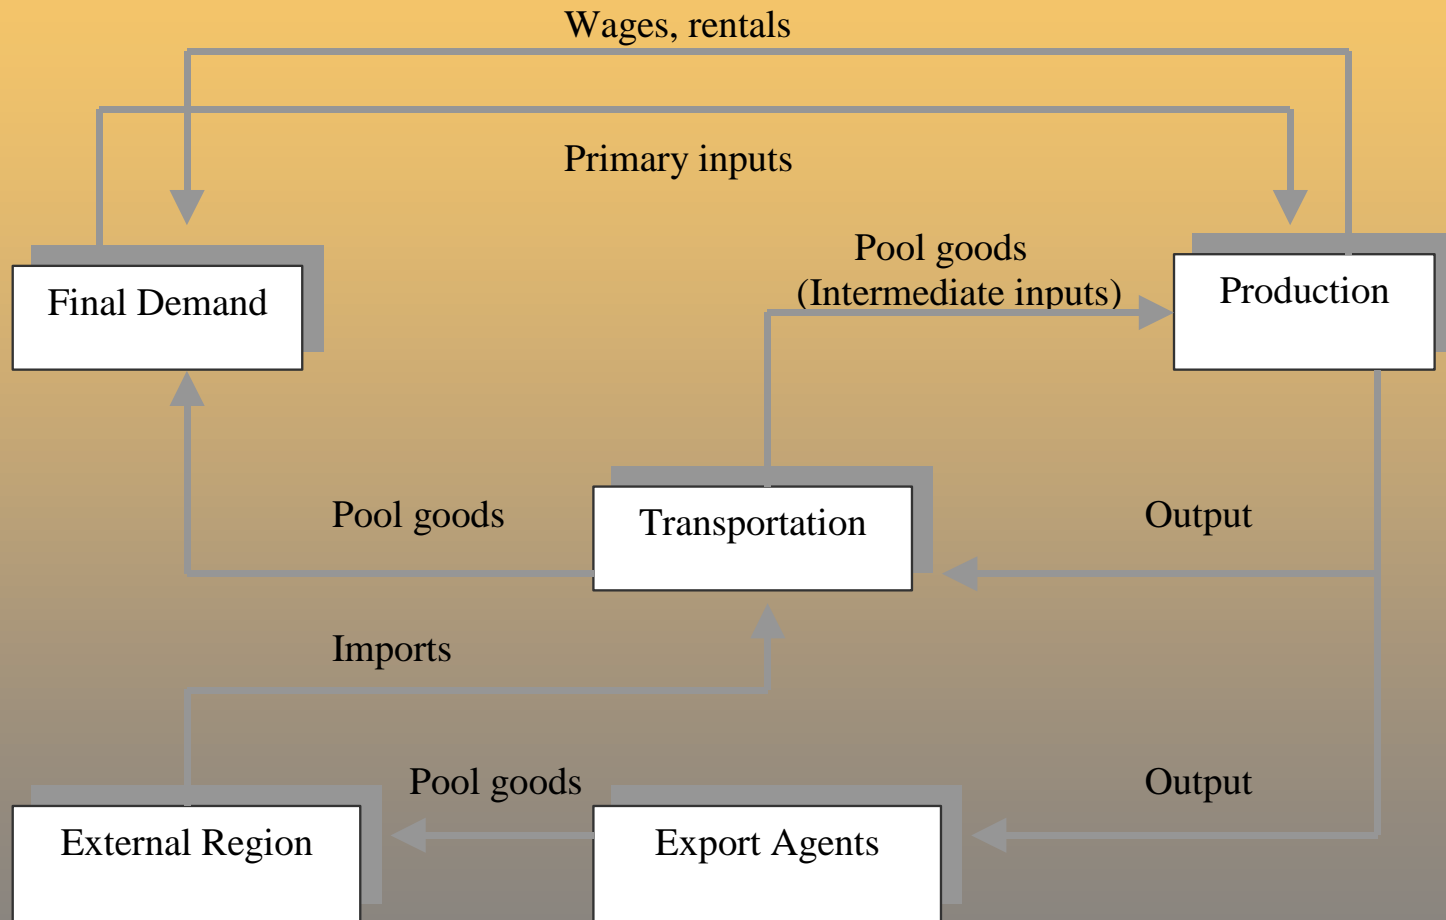 Wages, rentals
Primary inputs
Pool goods
(Intermediate inputs)
Final Demand
Production
Pool goods
Transportation
Output
Imports
Pool goods
Output
External Region
Export Agents